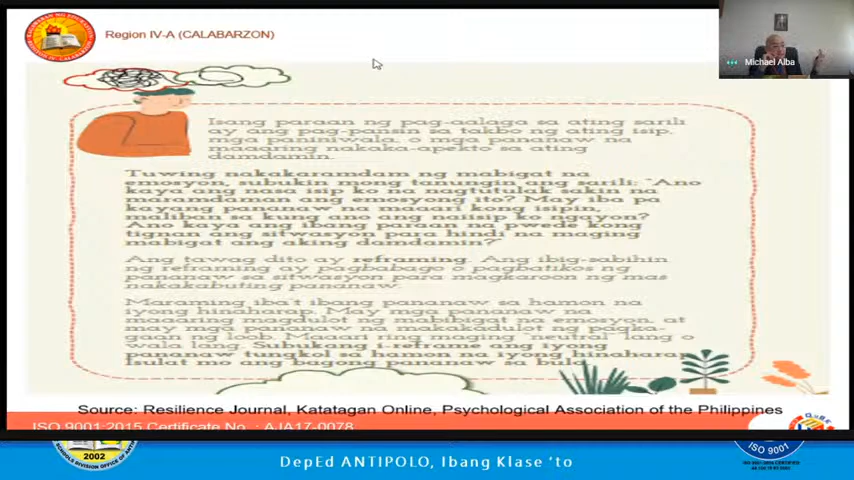 Region IV-A (CALABARZON)
Michael Alba
Isang paraan ng pag-aalaga sa ating sarili
ay ang pag-pansin sa takbo ng ating isip,
mga paniniwala, o mga pananaw na
maaaring nakaka-apekto sa ating
damdamin.
Tuwing nakakaramdam ng mabigat na
emosyon, subukin mong tanungin ang sarili: "Ano
kaya ang nasa isip ko na nagtutulak sakin na
maramdaman ang emosyong ito? May iba pa
kayang pananaw na maari kong isipin,
maliban sa kung ano ang naiisip ko ngayon?
Ano kaya ang ibang paraan na pwede kong
tignan ang sitwasyon para hindi na maging
mabigat ang aking damdamin?"
Ang tawag dito ay reframing. Ang ibig-sabihin
ng reframing ay pagbabago o pagbatikos ng
pananaw sa sitwasyon para magkaroon ng mas
nakakabuting pananaw.
Maraming iba't ibang pananaw sa hamon na
iyong hinaharap. May mga pananaw na
maaaring magdulot ng mabibigat na emosyon, at
may mga pananaw na makakadulot ng pagka-
gaan ng loob. Maaari ring maging "neutral" lang o
wala lang. Subukang i-reframe ang iyong
pananaw tungkol sa hamon na iyong hinaharap.
Isulat mo ang bagong pananaw sa bula.
Source: Resilience Journal, Katatagan Online, Psychological Association of the Philippines
ISO 9001:2015 Certificate No. : AJA17-0078
2002
DepEd ANTIPOLO, Ibang Klase 'to
ISO 9001